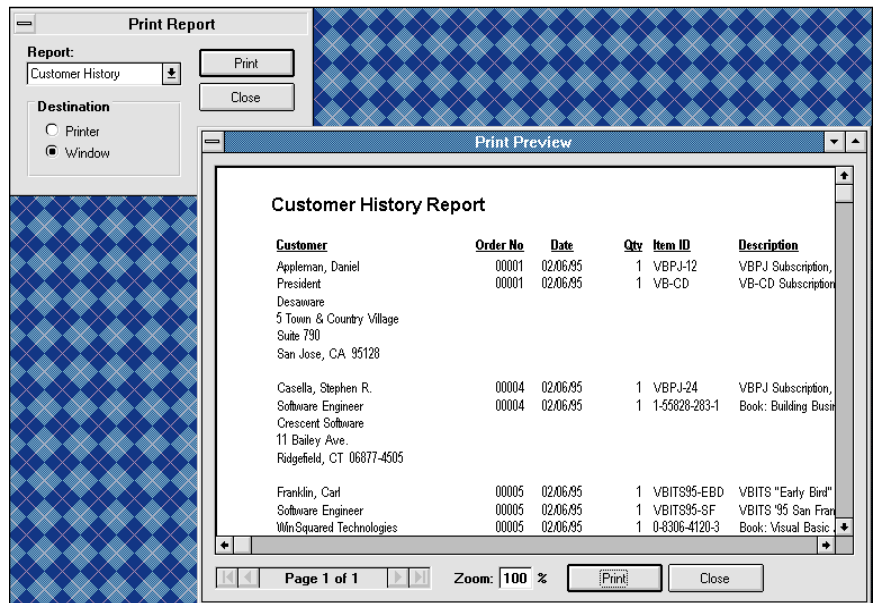 Print Report
Report:
Customer History
Print
Close
Destination
Printer
Window
Print Preview
Customer History Report
Customer Order No Date Qty Item ID Description
Appleman, Daniel 00001 02/06/95 1 VBPJ-12 VBPJ Subscription,
President 00001 02/06/95 1 VB-CD VB-CD Subscription
Desaware
5 Town & Country Village
Suite 790
San Jose, CA 95128
Casella, Stephen R. 00004 02/06/95 1 VBPJ-24 VBPJ Subscription,
Software Engineer 00004 02/06/95 1 1-55828-283-1 Book: Building Busin
Crescent Software
11 Bailey Ave.
Ridgefield, CT 06877-4505
Franklin, Carl 00005 02/06/95 1 VBITS95-EBD VBITS "Early Bird"
Software Engineer 00005 02/06/95 1 VBITS95-SF VBITS '95 San Fran
WinSquared Technologies 00005 02/06/95 1 0-8306-4120-3 Book: Visual Basic
Page 1 of 1
Zoom: 100 %
Print
Close